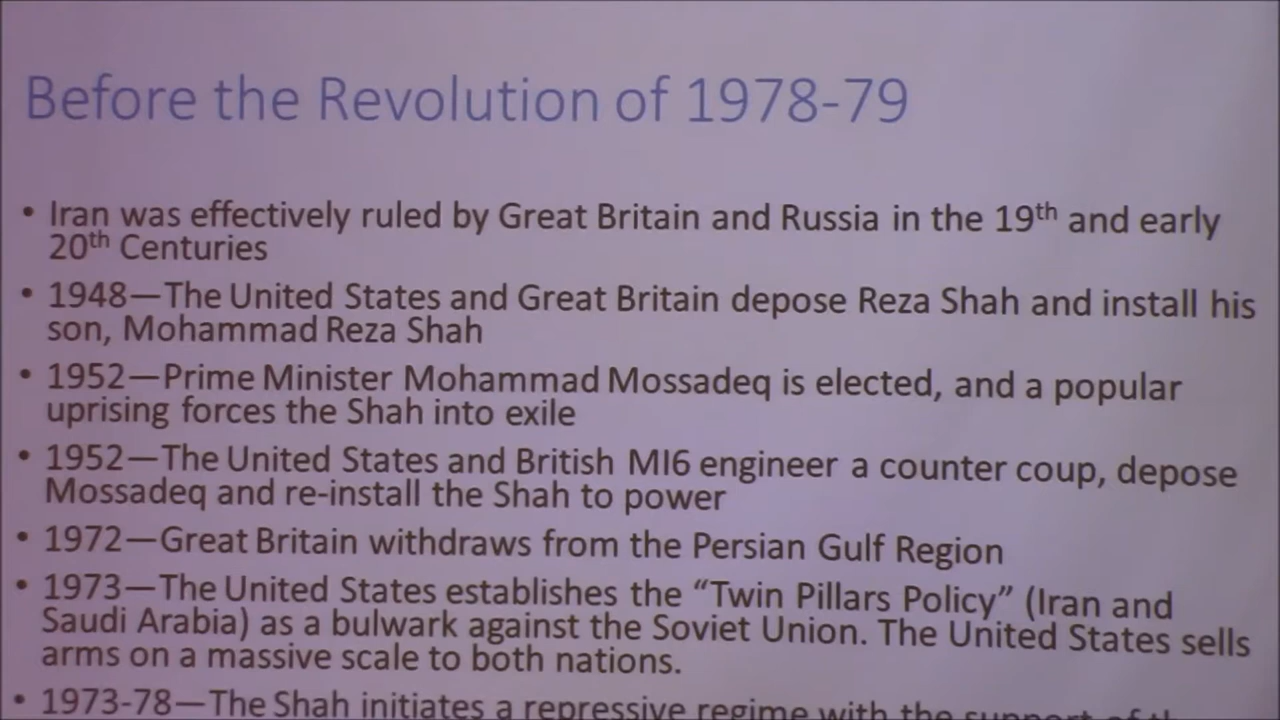 Before the Revolution of 1978-79
• Iran was effectively ruled by Great Britain and Russia in the 19th and early
20th Centuries
• 1948—The United States and Great Britain depose Reza Shah and install his
son, Mohammad Reza Shah
• 1952—Prime Minister Mohammad Mossadeq is elected, and a popular
uprising forces the Shah into exile
• 1952—The United States and British MI6 engineer a counter coup, depose
Mossadeq and re-install the Shah to power
• 1972—Great Britain withdraws from the Persian Gulf Region
• 1973—The United States establishes the “Twin Pillars Policy” (Iran and
Saudi Arabia) as a bulwark against the Soviet Union. The United States sells
arms on a massive scale to both nations.
• 1973-78—The Shah initiates a repressive regime with the support of